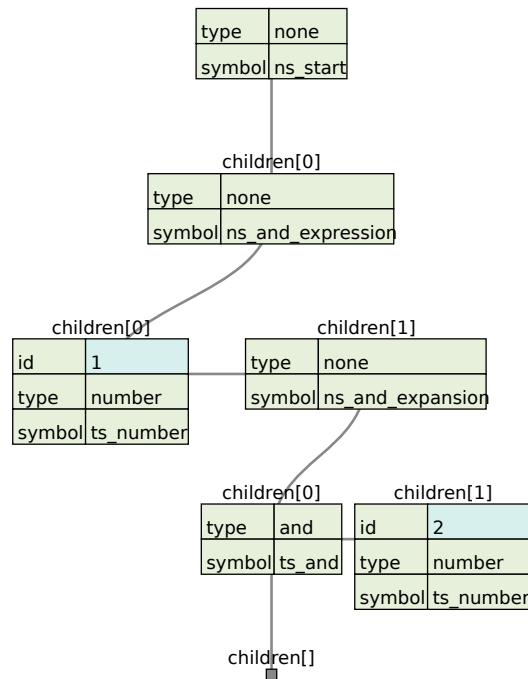 type none
symbol ns_start
children[0]
type none
symbol ns_and_expression
children[0] children[1]
id 1 type none
type number symbol ns_and_expansion
symbol ts_number
children[0] children[1]
type and id 2
symbol ts_and type number
symbol ts_number
children[]